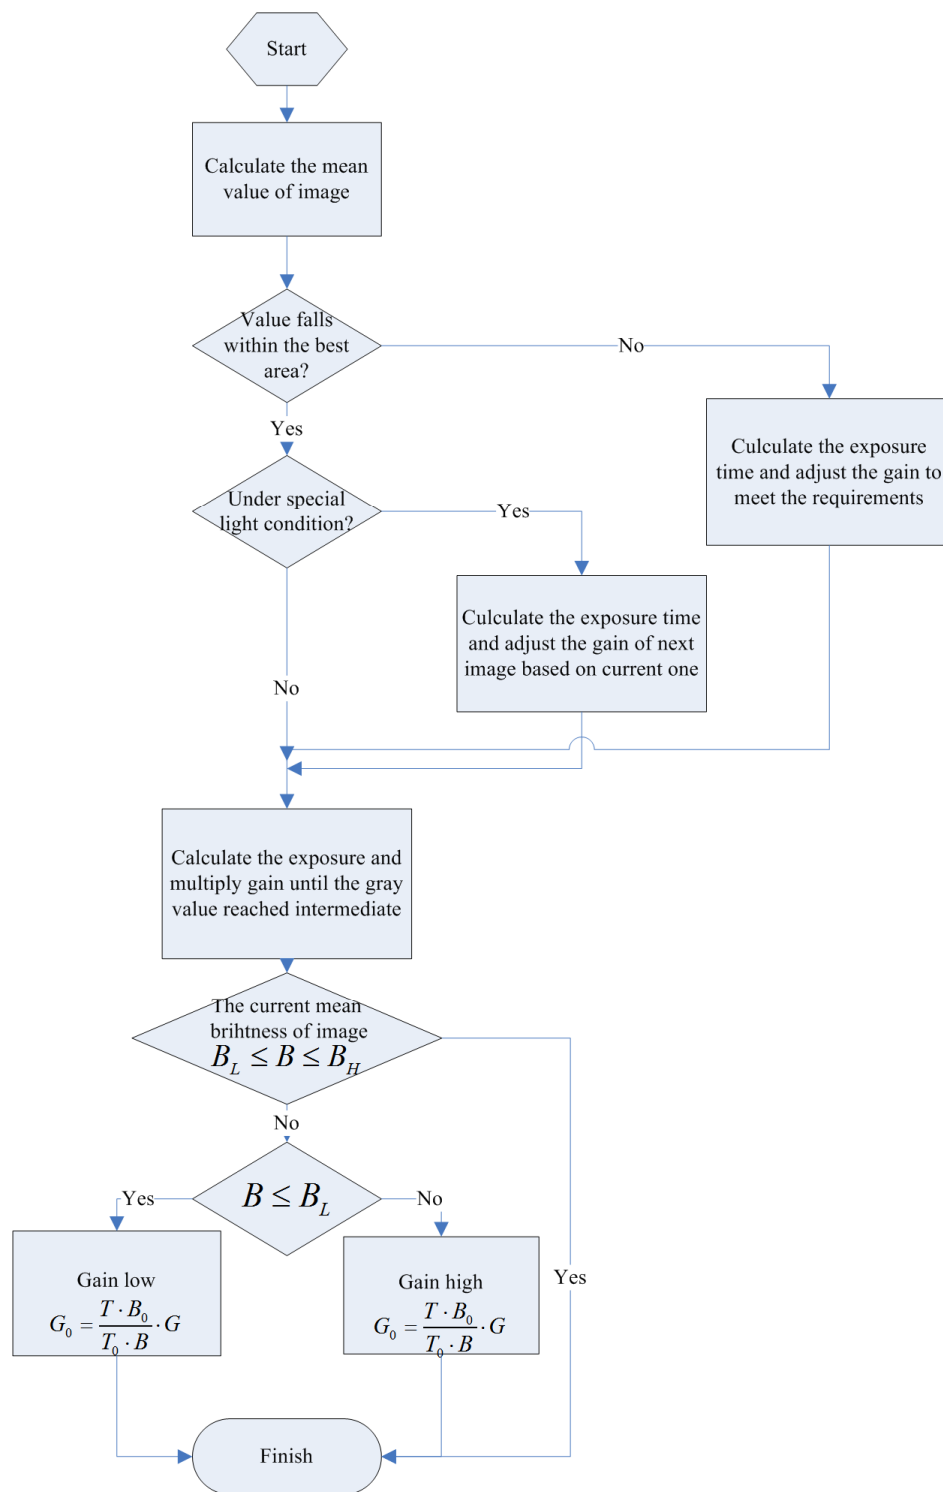 Start
Calculate the mean
value of image
Value falls
within the best
area?
No
Yes
Culculate the exposure
time and adjust the gain to
meet the requirements
Under special
light condition?
Yes
Culculate the exposure time
and adjust the gain of next
image based on current one
No
Calculate the exposure and
multiply gain until the gray
value reached intermediate
The current mean
brihtness of image
B_L ≤ B ≤ B_H
No
Yes
B ≤ B_L
No
Yes
Gain low
G_0 = \frac{T · B_0}{T_0 · B} · G
Gain high
G_0 = \frac{T · B_0}{T_0 · B} · G
Finish